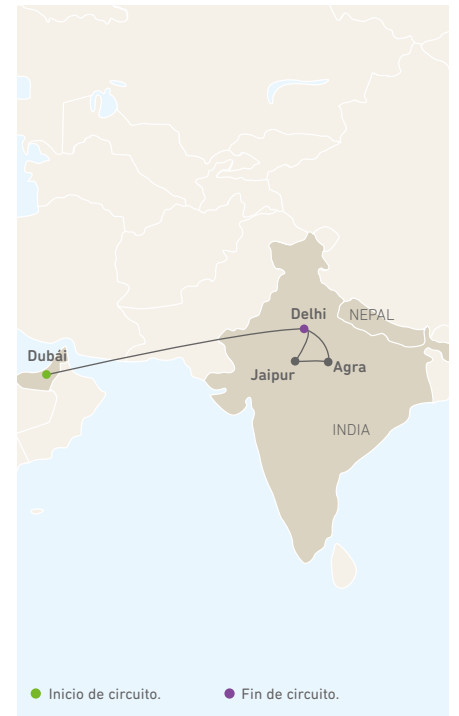 Delhi
NEPAL
Dubái
Jaipur
Agra
INDIA
Inicio de circuito.
Fin de circuito.